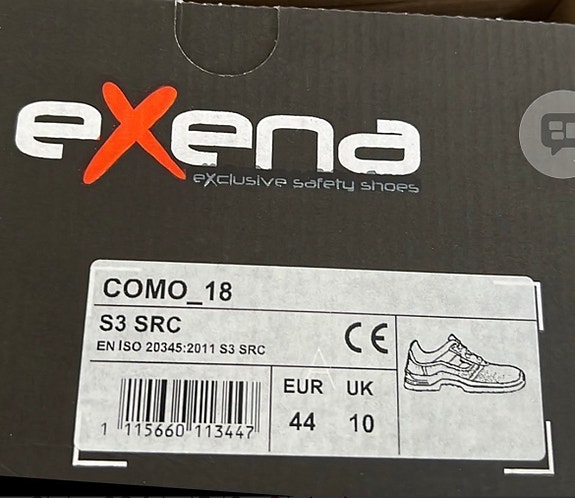 exena
exclusive safety shoes
COMO_18
S3 SRC
EN ISO 20345:2011 S3 SRC
CE
EUR UK
44 10
1 115660 113447